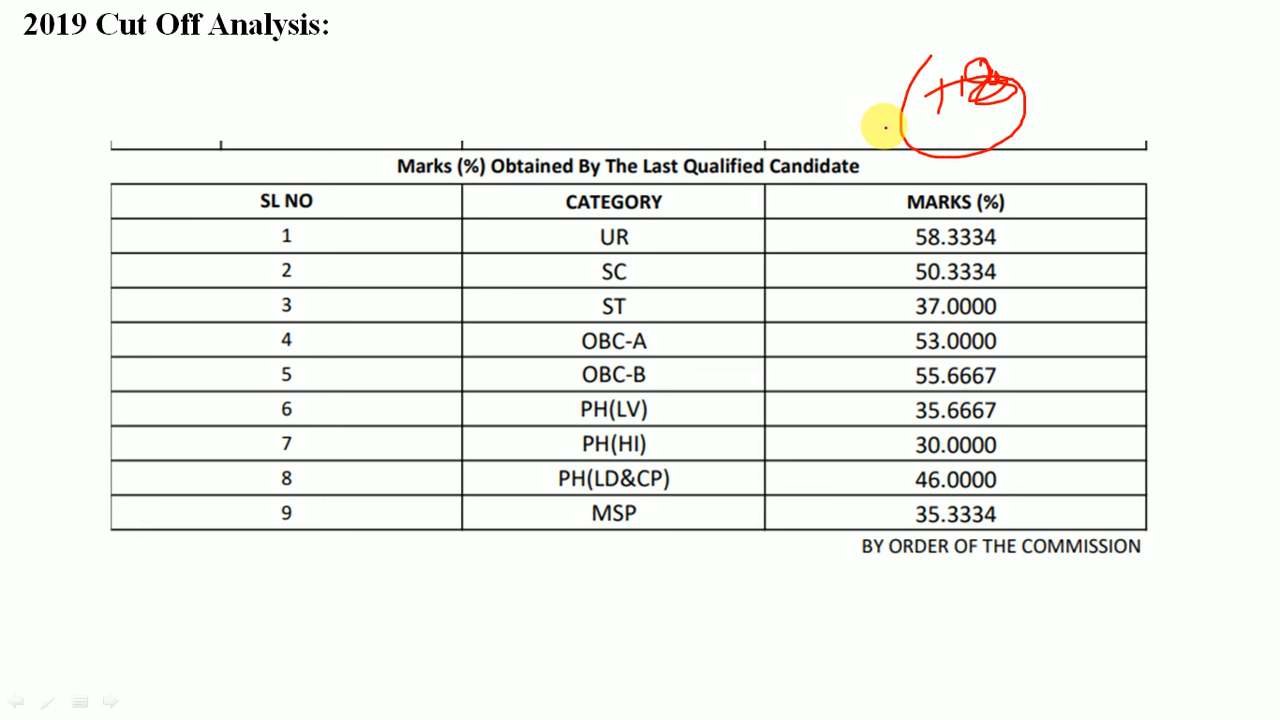 2019 Cut Off Analysis:
Marks (%) Obtained By The Last Qualified Candidate
SL NO CATEGORY MARKS (%)
1 UR 58.3334
2 SC 50.3334
3 ST 37.0000
4 OBC-A 53.0000
5 OBC-B 55.6667
6 PH(LV) 35.6667
7 PH(HI) 30.0000
8 PH(LD&CP) 46.0000
9 MSP 35.3334
BY ORDER OF THE COMMISSION